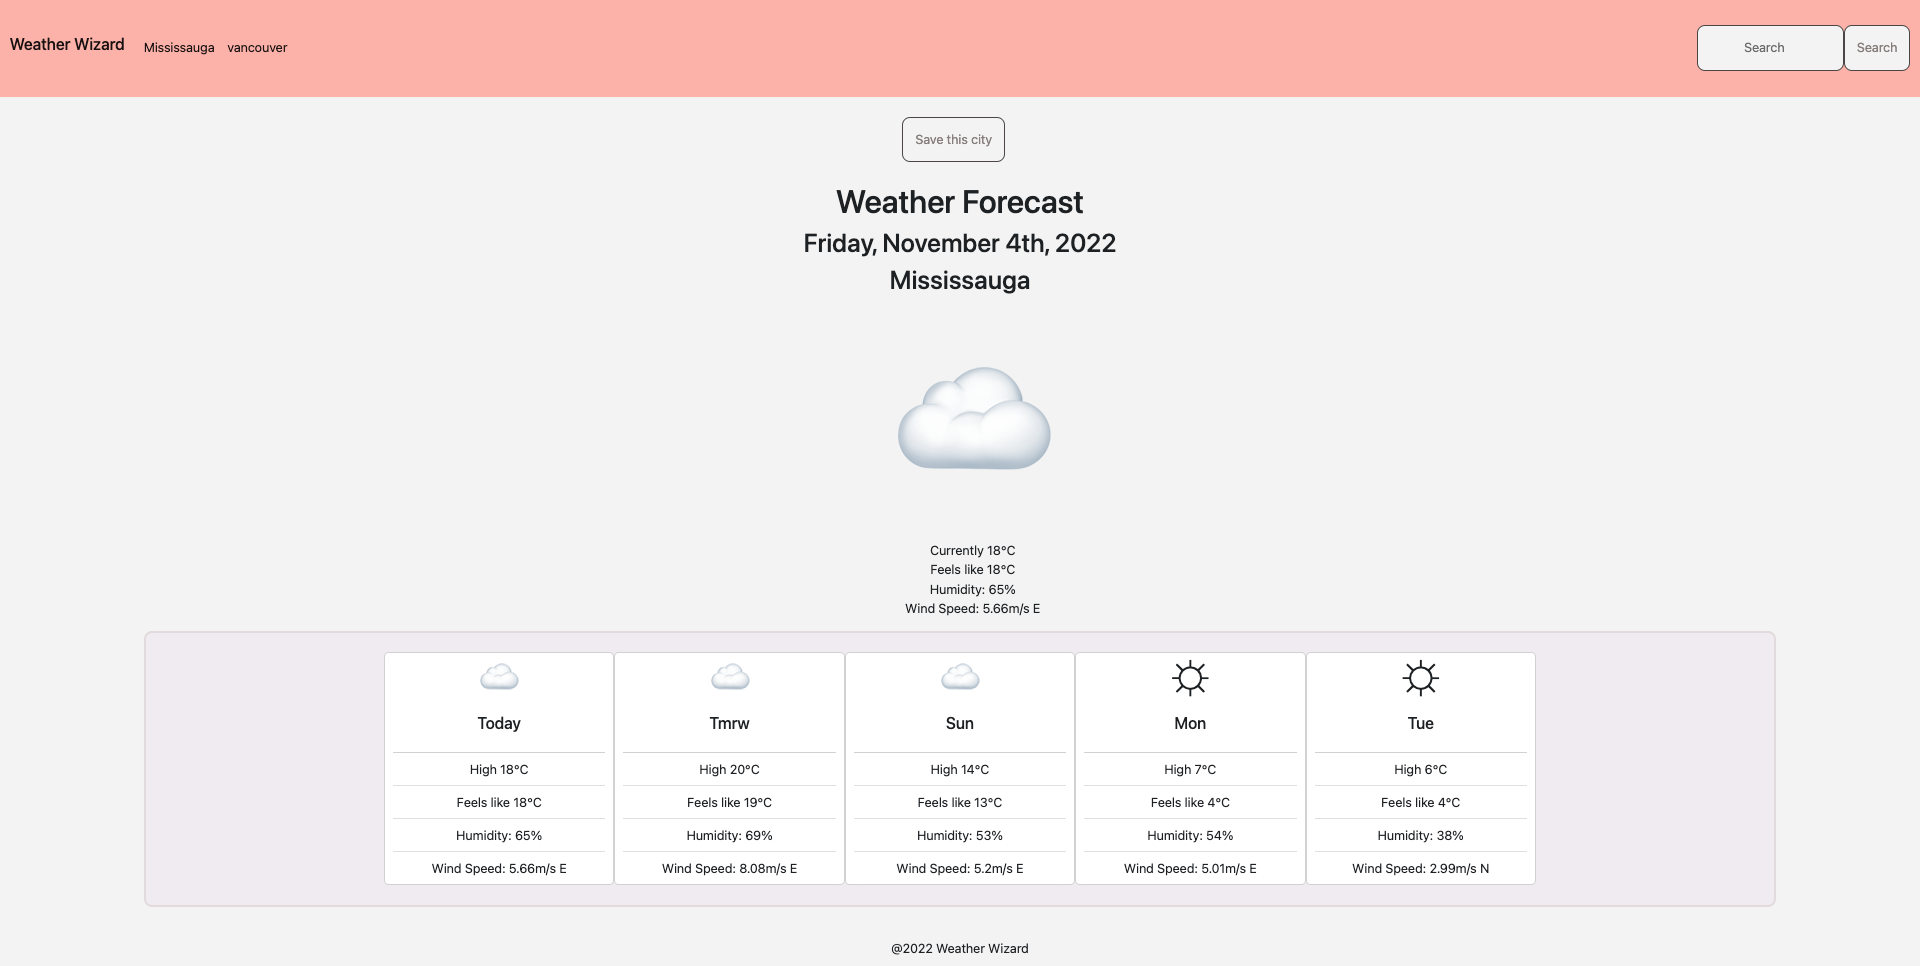 Weather Wizard Mississauga vancouver Search Search
Save this city
Weather Forecast
Friday, November 4th, 2022
Mississauga
Currently 18°C
Feels like 18°C
Humidity: 65%
Wind Speed: 5.66m/s E
Today Tmrw Sun Mon Tue
High 18°C High 20°C High 14°C High 7°C High 6°C
Feels like 18°C Feels like 19°C Feels like 13°C Feels like 4°C Feels like 4°C
Humidity: 65% Humidity: 69% Humidity: 53% Humidity: 54% Humidity: 38%
Wind Speed: 5.66m/s E Wind Speed: 8.08m/s E Wind Speed: 5.2m/s E Wind Speed: 5.01m/s E Wind Speed: 2.99m/s N
@2022 Weather Wizard